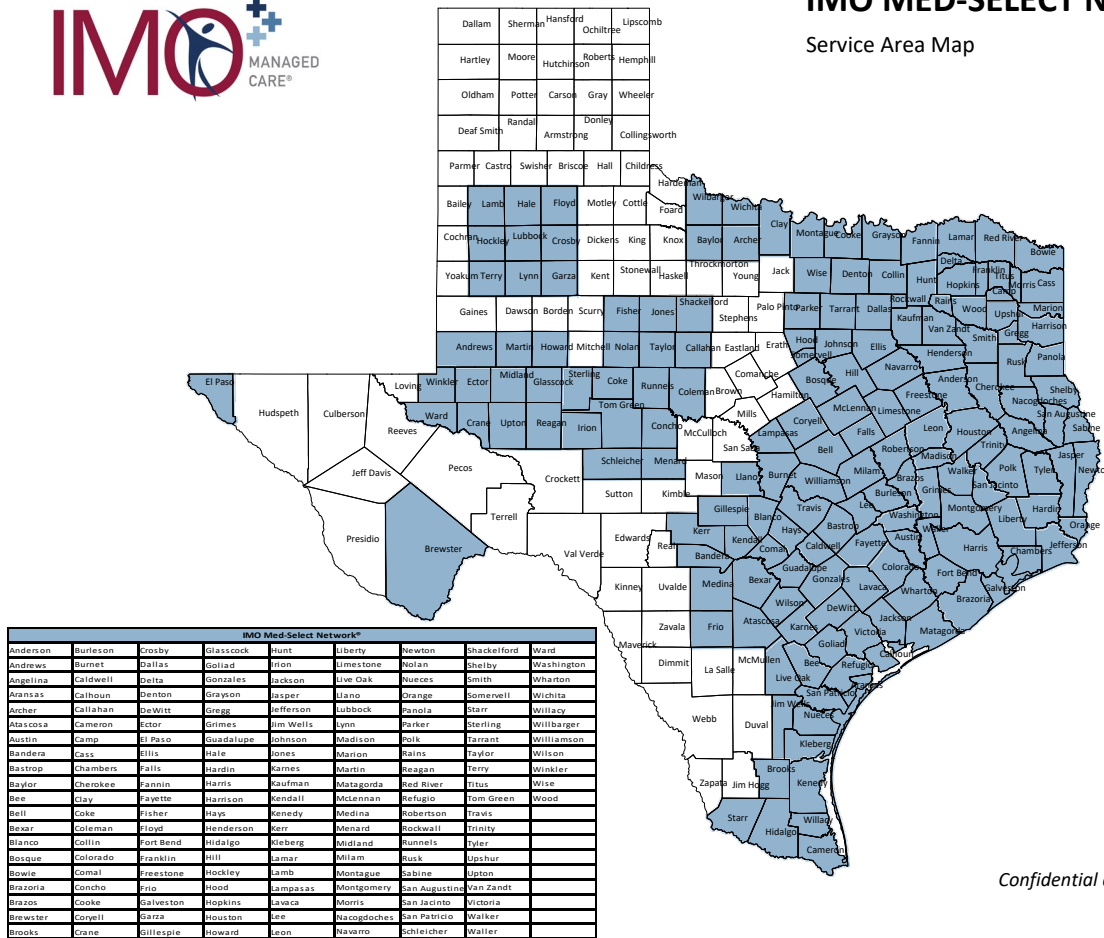 IMO MED-SELECT N
Service Area Map
IMO
MANAGED
CARE®
Dallam Sherman Hansford Ochiltree Lipscomb
Hartley Moore Hutchinson Roberts Hemphill
Oldham Potter Carson Gray Wheeler
Deaf Smith Randall Armstrong Donley Collingsworth
Parmer Castro Swisher Briscoe Hall Childress
Hardeman
Bailey Lamb Hale Floyd Motley Cottle Foard Wilbarger Wichita Clay Montague Cooke Grayson Fannin Lamar Red River Bowie
Cochran Hockley Lubbock Crosby Dickens King Knox Baylor Archer Delta Franklin Titus
Yoakum Terry Lynn Garza Kent Stonewall Haskell Throckmorton Young Jack Wise Denton Collin Hunt Hopkins Camp Morris Cass
Gaines Dawson Borden Scurry Fisher Jones Shackelford Stephens Palo Pinto Parker Tarrant Dallas Rockwall Rains Wood Upshur Marion
Kaufman Van Zandt Smith Gregg Harrison
Andrews Martin Howard Mitchell Nolan Taylor Callahan Eastland Erath Hood Johnson Ellis Henderson Rusk Panola
Somervell Navarro
El Paso Hudspeth Culberson Loving Winkler Ector Midland Glasscock Sterling Coke Runnels Coleman Brown Comanche Bosque Hill Freestone Anderson Cherokee Shelby
Hamilton Nacogdoches
Reeves Ward Crane Upton Reagan Irion Tom Green Concho McCulloch Mills Coryell McLennan Limestone Leon Houston Angelina San Augustine Sabine
San Saba Lampasas Bell Falls Robertson Madison Trinity
Jeff Davis Pecos Crockett Schleicher Menard Mason Llano Burnet Williamson Milam Brazos Walker Polk Tyler Jasper Newto
Sutton Kimble Burleson Grimes San Jacinto
Presidio Brewster Terrell Val Verde Edwards Real Kerr Gillespie Blanco Travis Lee Washington Montgomery Liberty Hardin Orange
Kendall Hays Bastrop Austin Waller Harris Chambers Jefferson
Bandera Comal Caldwell Fayette
Kinney Uvalde Medina Bexar Guadalupe Gonzales Colorado Fort Bend Galveston
Lavaca Wharton Brazoria
Maverick Zavala Frio Atascosa Wilson Karnes DeWitt Jackson Matagorda
Victoria
Dimmit La Salle McMullen Live Oak Bee Goliad Refugio Calhoun
Aransas
San Patricio
Webb Duval Jim Wells Nueces
Kleberg
Zapata Jim Hogg Brooks Kenedy
Starr Hidalgo Willacy
Cameron
IMO Med-Select Network®
Anderson Burleson Crosby Glasscock Hunt Liberty Newton Shackelford Ward
Andrews Burnet Dallas Goliad Irion Limestone Nolan Shelby Washington
Angelina Caldwell Delta Gonzales Jackson Live Oak Nueces Smith Wharton
Aransas Calhoun Denton Grayson Jasper Llano Orange Somervell Wichita
Archer Callahan DeWitt Gregg Jefferson Lubbock Panola Starr Willacy
Atascosa Cameron Ector Grimes Jim Wells Lynn Parker Sterling Willbarger
Austin Camp El Paso Guadalupe Johnson Madison Polk Tarrant Williamson
Bandera Cass Ellis Hale Jones Marion Rains Taylor Wilson
Bastrop Chambers Falls Hardin Karnes Martin Reagan Terry Winkler
Baylor Cherokee Fannin Harris Kaufman Matagorda Red River Titus Wise
Bee Clay Fayette Harrison Kendall McLennan Refugio Tom Green Wood
Bell Coke Fisher Hays Kenedy Medina Robertson Travis
Bexar Coleman Floyd Henderson Kerr Menard Rockwall Trinity
Blanco Collin Fort Bend Hidalgo Kleberg Midland Runnels Tyler
Bosque Colorado Franklin Hill Lamar Milam Rusk Upshur
Bowie Comal Freestone Hockley Lamb Montague Sabine Upton
Brazoria Concho Frio Hood Lampasas Montgomery San Augustine Van Zandt
Brazos Cooke Galveston Hopkins Lavaca Morris San Jacinto Victoria
Brewster Coryell Garza Houston Lee Nacogdoches San Patricio Walker
Brooks Crane Gillespie Howard Leon Navarro Schleicher Waller
Confidential